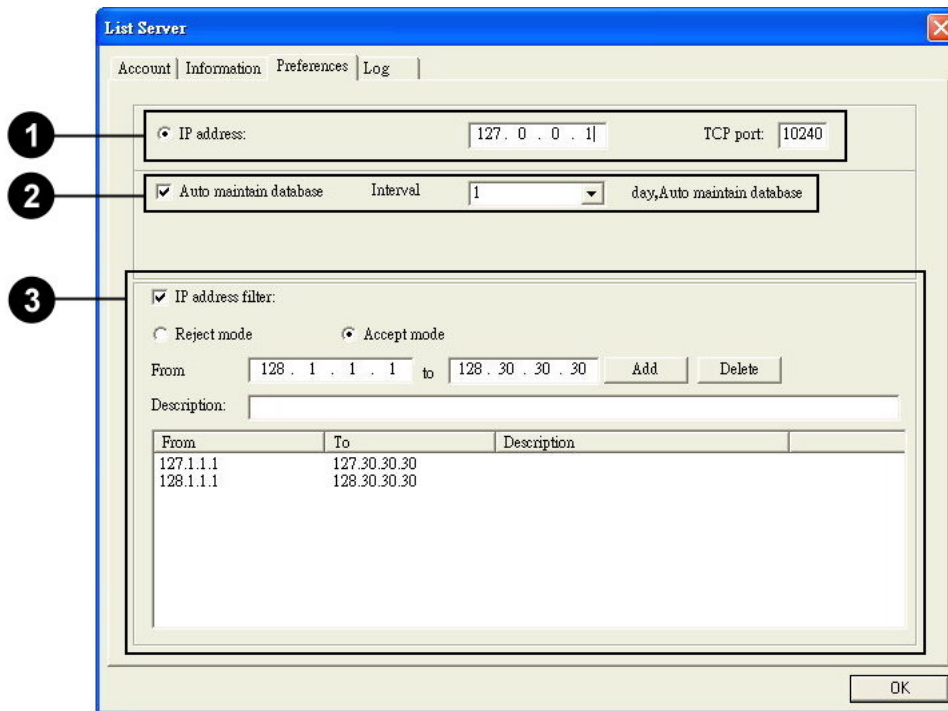 List Server
Account Information Preferences Log
1 IP address: 127. 0 . 0 . 1 TCP port: 10240
2 Auto maintain database Interval 1 day,Auto maintain database
3 IP address filter:
Reject mode Accept mode
From 128 . 1 . 1 . 1 to 128 . 30 . 30 . 30 Add Delete
Description:
From To Description
127.1.1.1 127.30.30.30
128.1.1.1 128.30.30.30
OK